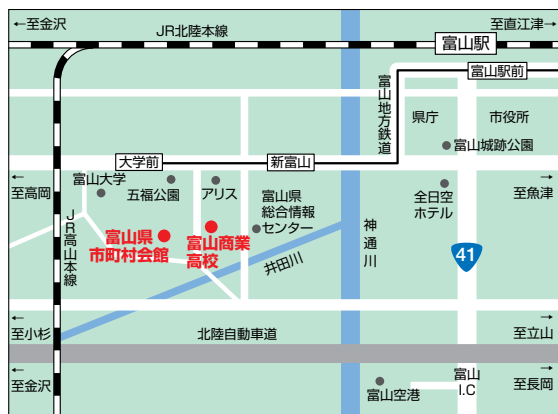 ←至金沢
JR北陸本線
→
至直江津
富山駅
富山駅前
富山地方鉄道
県庁
市役所
富山城跡公園
大学前
新富山
←
至高岡
富山大学
五福公園
アリス
富山県
総合情報
センター
全日空
ホテル
→
至魚津
JR高山本線
富山県
市町村会館
富山商業
高校
井田川
神通川
41
←
至小杉
北陸自動車道
→
至立山
←
至金沢
富山空港
富山
I.C
→
至長岡